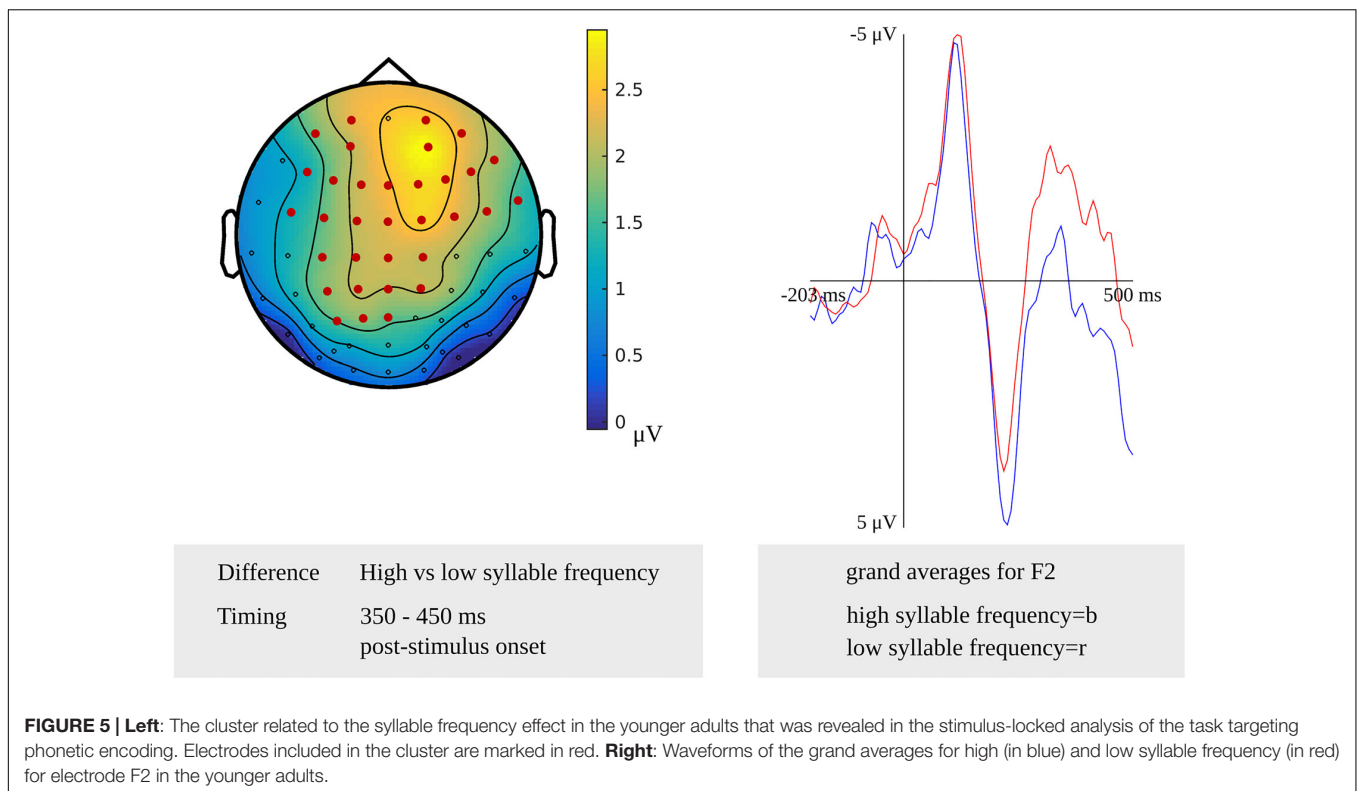 2.5
2
1.5
1
0.5
0
μV
-5 μV
-203 ms
500 ms
5 μV
Difference High vs low syllable frequency
Timing 350 - 450 ms
post-stimulus onset
grand averages for F2
high syllable frequency=b
low syllable frequency=r
FIGURE 5 | Left: The cluster related to the syllable frequency effect in the younger adults that was revealed in the stimulus-locked analysis of the task targeting
phonetic encoding. Electrodes included in the cluster are marked in red. Right: Waveforms of the grand averages for high (in blue) and low syllable frequency (in red)
for electrode F2 in the younger adults.